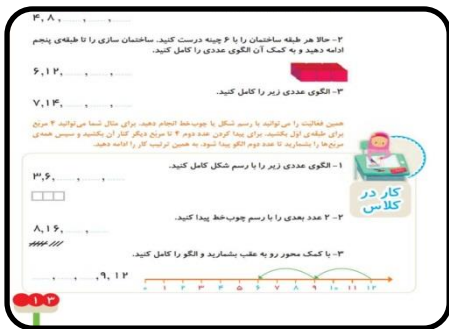 ۴ , ۸ , ..... , ..... , .....
۲- حالا هر طبقه ساختمان را با ۶ چینه درست کنید. ساختمان سازی را تا طبقه‌ی پنجم
ادامه دهید و به کمک آن الگوی عددی را کامل کنید.
۶ , ۱۲ , ..... , ..... , .....
۳- الگوی عددی زیر را کامل کنید.
۷ , ۱۴ , ..... , ..... , .....
همین فعالیت را می‌توانید با رسم شکل یا چوب‌خط انجام دهید. برای مثال شما می‌توانید ۴ مربّع
برای طبقه‌ی اول بکشید. برای پیدا کردن عدد دوم ۴ تا مربّع دیگر کنار آن بکشید و سپس همه‌ی
مربع‌ها را بشمارید تا عدد دوم الگو پیدا شود. به همین ترتیب کار را ادامه دهید.
کار در
کلاس
۱- الگوی عددی زیر را با رسم شکل کامل کنید.
۳ , ۶ , ..... , ..... , .....
۲- ۲ عدد بعدی را با رسم چوب‌خط پیدا کنید.
۸ , ۱۶ , ..... , .....
۳- با کمک محور رو به عقب بشمارید و الگو را کامل کنید.
..... , ..... , ..... , ۹ , ۱۲
۰ ۱ ۲ ۳ ۴ ۵ ۶ ۷ ۸ ۹ ۱۰ ۱۱ ۱۲
۱۳